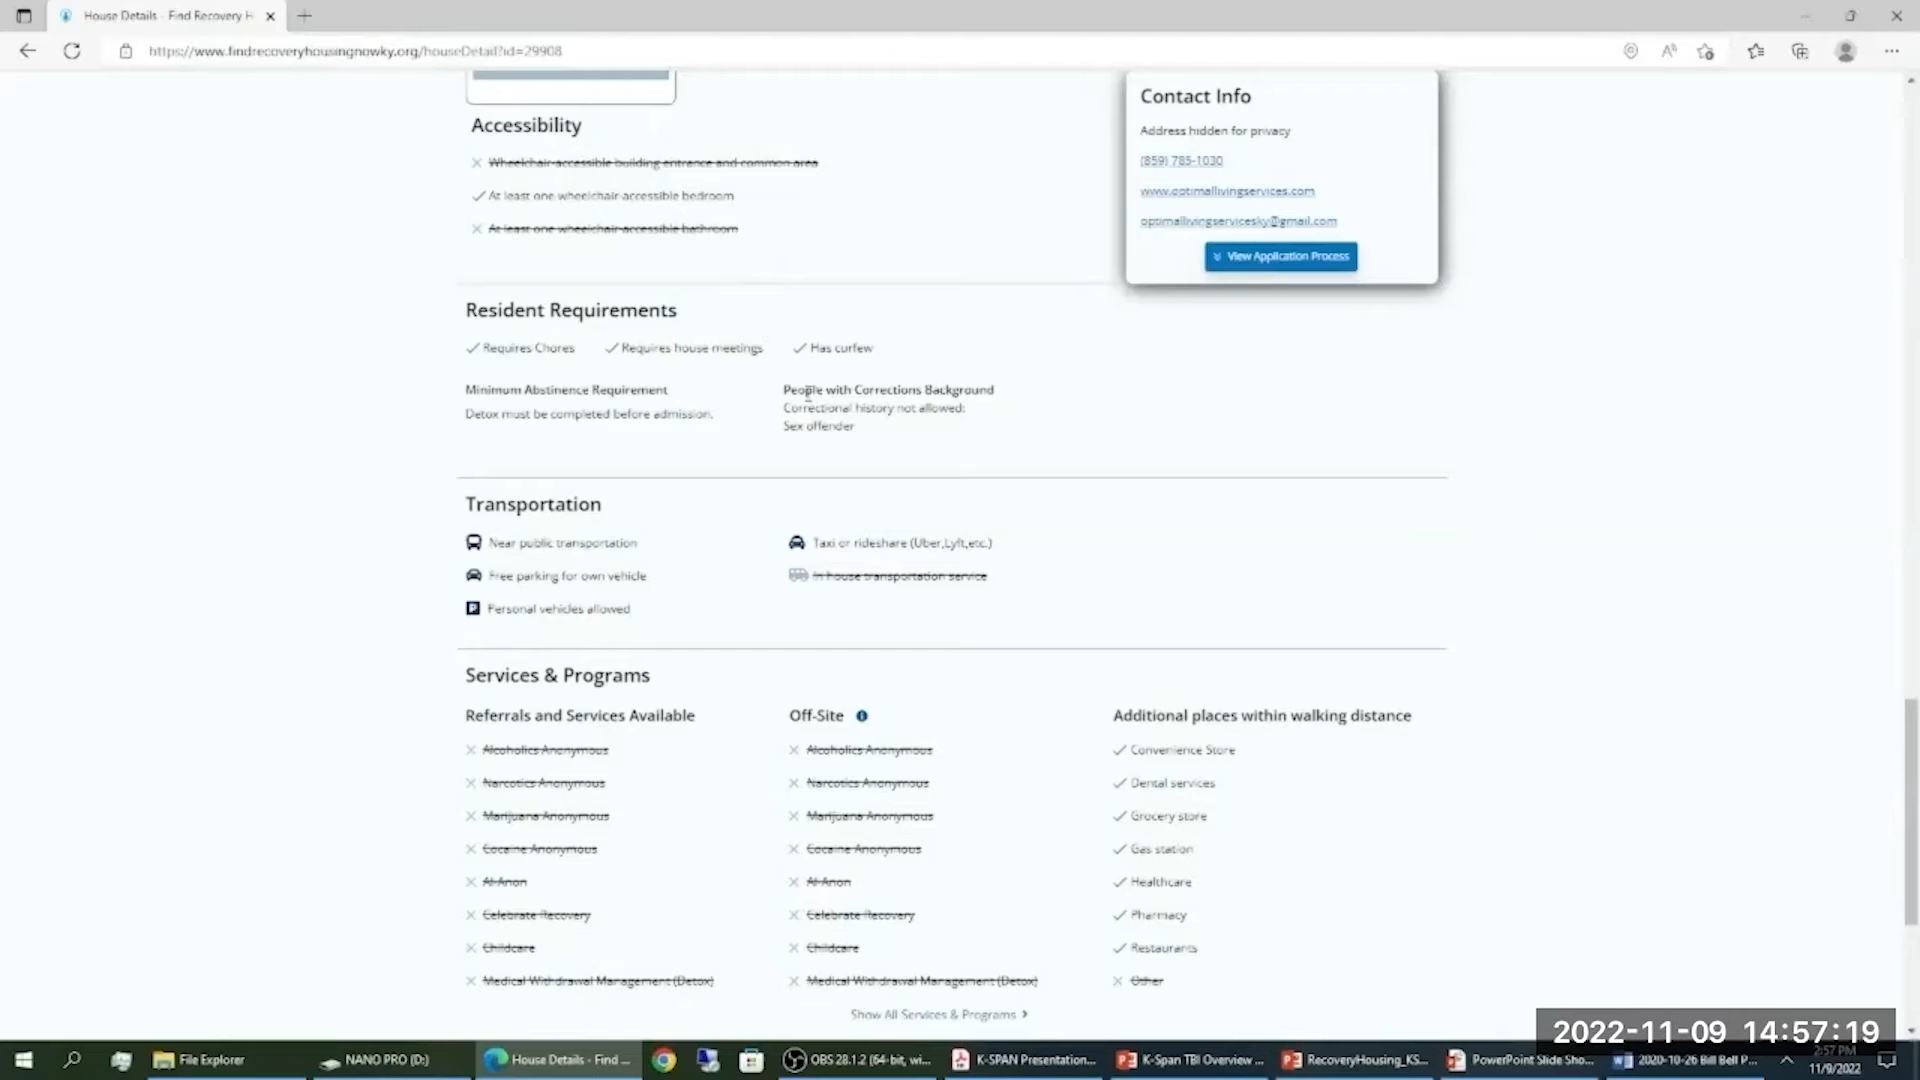 House Details - Find Recovery H
https://www.findrecoveryhousingnowky.org/houseDetail?id=29908
Accessibility
Wheelchair-accessible building entrance and common area
At least one wheelchair-accessible bedroom
At least one wheelchair-accessible bathroom
Contact Info
Address hidden for privacy
(859) 785-1030
www.optimallivingservices.com
optimallivingservicesky@gmail.com
View Application Process
Resident Requirements
Requires Chores
Requires house meetings
Has curfew
Minimum Abstinence Requirement
Detox must be completed before admission.
People with Corrections Background
Correctional history not allowed:
Sex offender
Transportation
Near public transportation
Free parking for own vehicle
Personal vehicles allowed
Taxi or rideshare (Uber,Lyft,etc.)
In house transportation service
Services & Programs
Referrals and Services Available
Alcoholics Anonymous
Narcotics Anonymous
Marijuana Anonymous
Cocaine Anonymous
Al-Anon
Celebrate Recovery
Childcare
Medical Withdrawal Management (Detox)
Off-Site
Alcoholics Anonymous
Narcotics Anonymous
Marijuana Anonymous
Cocaine Anonymous
Al-Anon
Celebrate Recovery
Childcare
Medical Withdrawal Management (Detox)
Additional places within walking distance
Convenience Store
Dental services
Grocery store
Gas station
Healthcare
Pharmacy
Restaurants
Other
Show All Services & Programs
2022-11-09 14:57:19
File Explorer
NANO PRO (D:)
House Details - Find ...
OBS 28.1.2 (64-bit, wi...
K-SPAN Presentation...
K-Span TBI Overview ...
RecoveryHousing_KS...
PowerPoint Slide Sho...
2020-10-26 Bill Bell P...
2:57 PM
11/9/2022